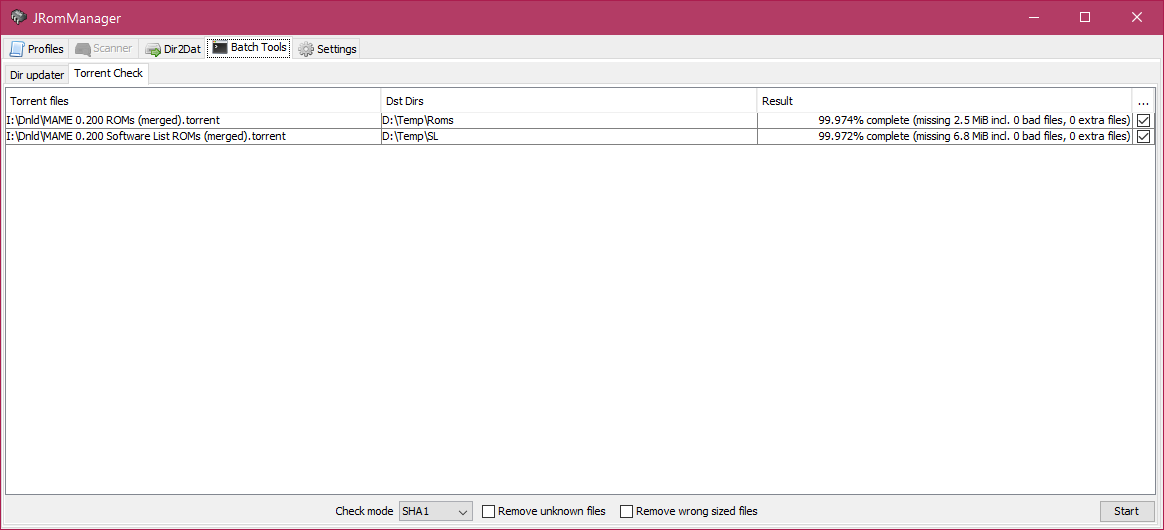 JRomManager
Profiles Scanner Dir2Dat Batch Tools Settings
Dir updater Torrent Check
Torrent files Dst Dirs Result ...
I:\Dnld\MAME 0.200 ROMs (merged).torrent D:\Temp\Roms 99.974% complete (missing 2.5 MiB incl. 0 bad files, 0 extra files)
I:\Dnld\MAME 0.200 Software List ROMs (merged).torrent D:\Temp\SL 99.972% complete (missing 6.8 MiB incl. 0 bad files, 0 extra files)
Check mode SHA1 Remove unknown files Remove wrong sized files Start